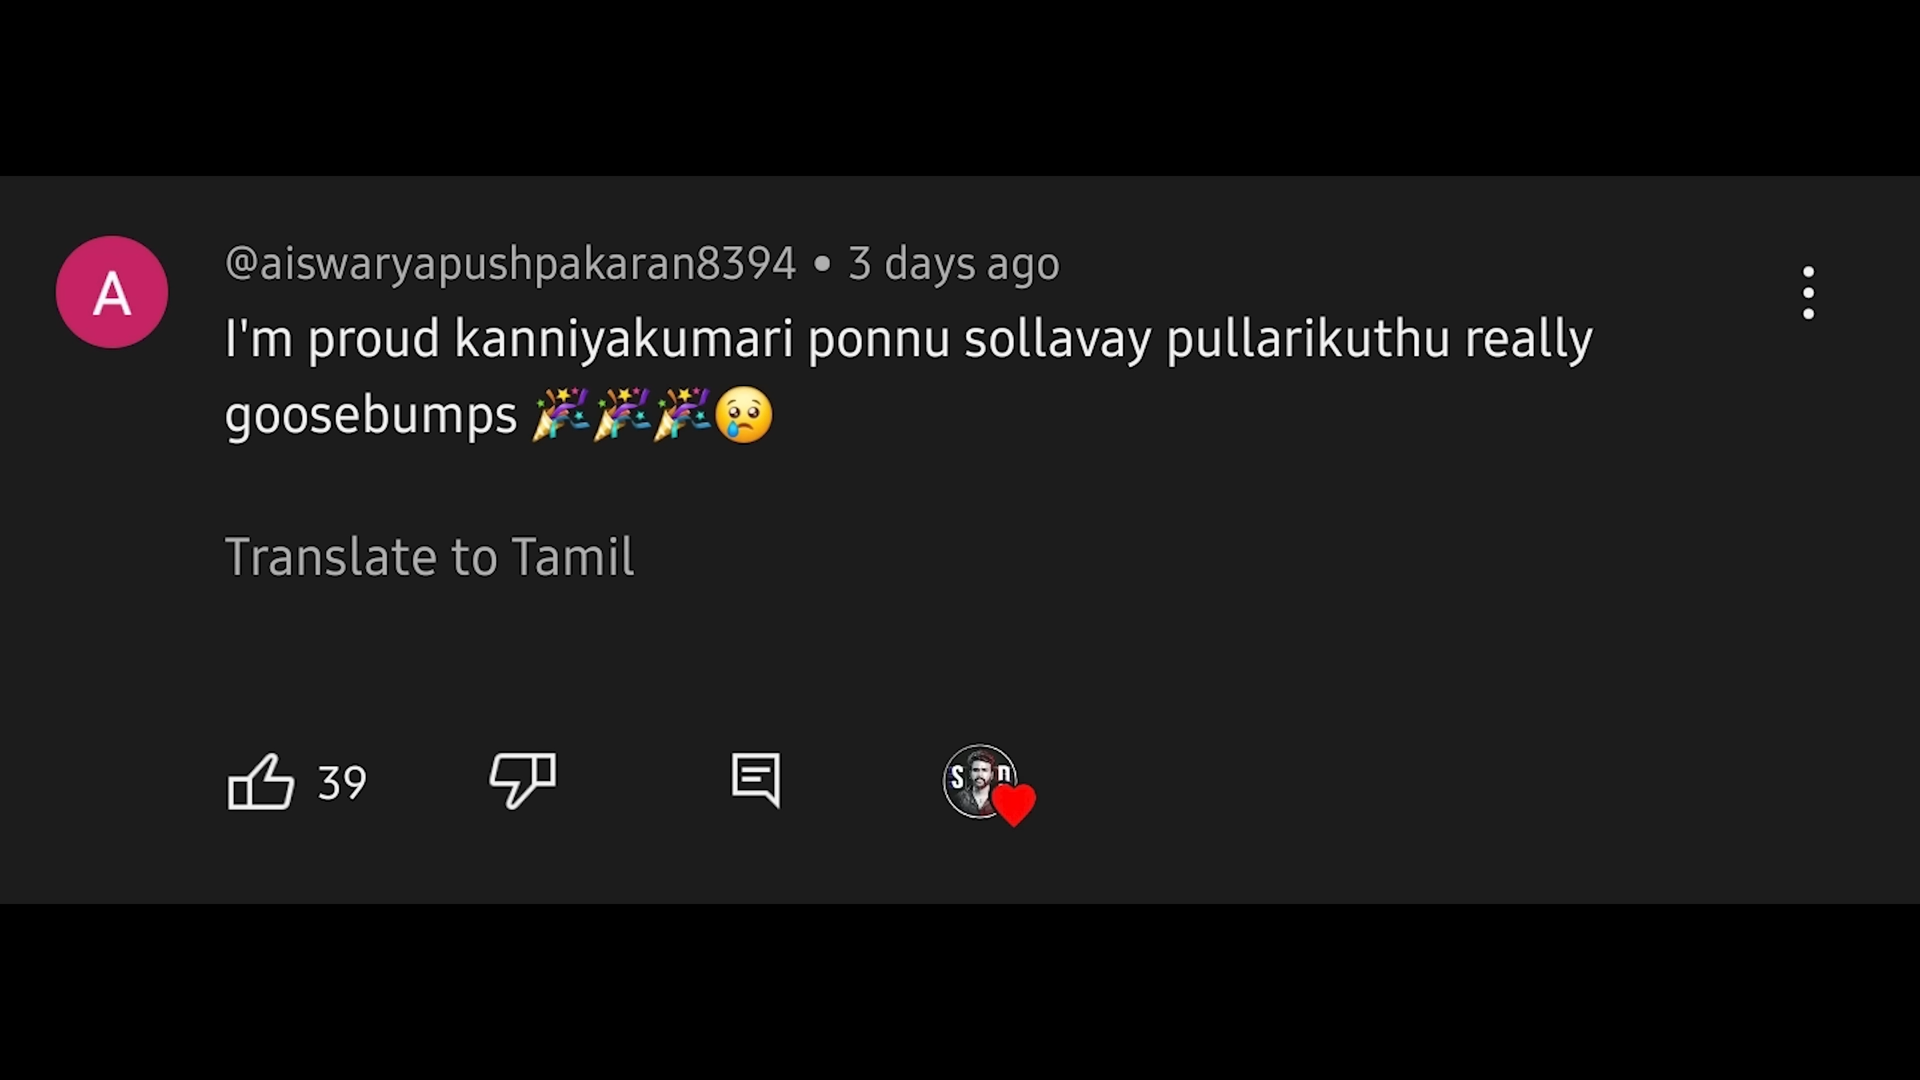 A
@aiswaryapushpakaran8394 • 3 days ago
I'm proud kanniyakumari ponnu sollavay pullarikuthu really
goosebumps 🎉🎉🎉😢
Translate to Tamil
39
S D